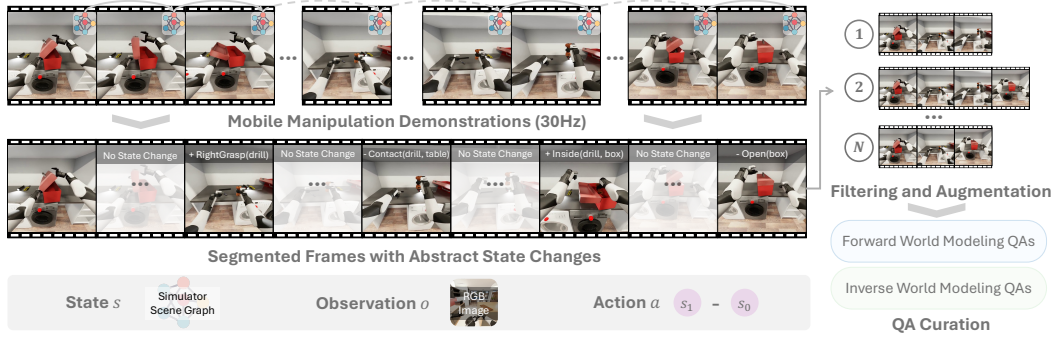 Mobile Manipulation Demonstrations (30Hz)
No State Change
+ RightGrasp(drill)
No State Change
- Contact(drill, table)
No State Change
+ Inside(drill, box)
No State Change
- Open(box)
Segmented Frames with Abstract State Changes
State s
Simulator
Scene Graph
Observation o
RGB
Image
Action a
s₁ - s₀
1
2
...
N
Filtering and Augmentation
Forward World Modeling QAs
Inverse World Modeling QAs
QA Curation